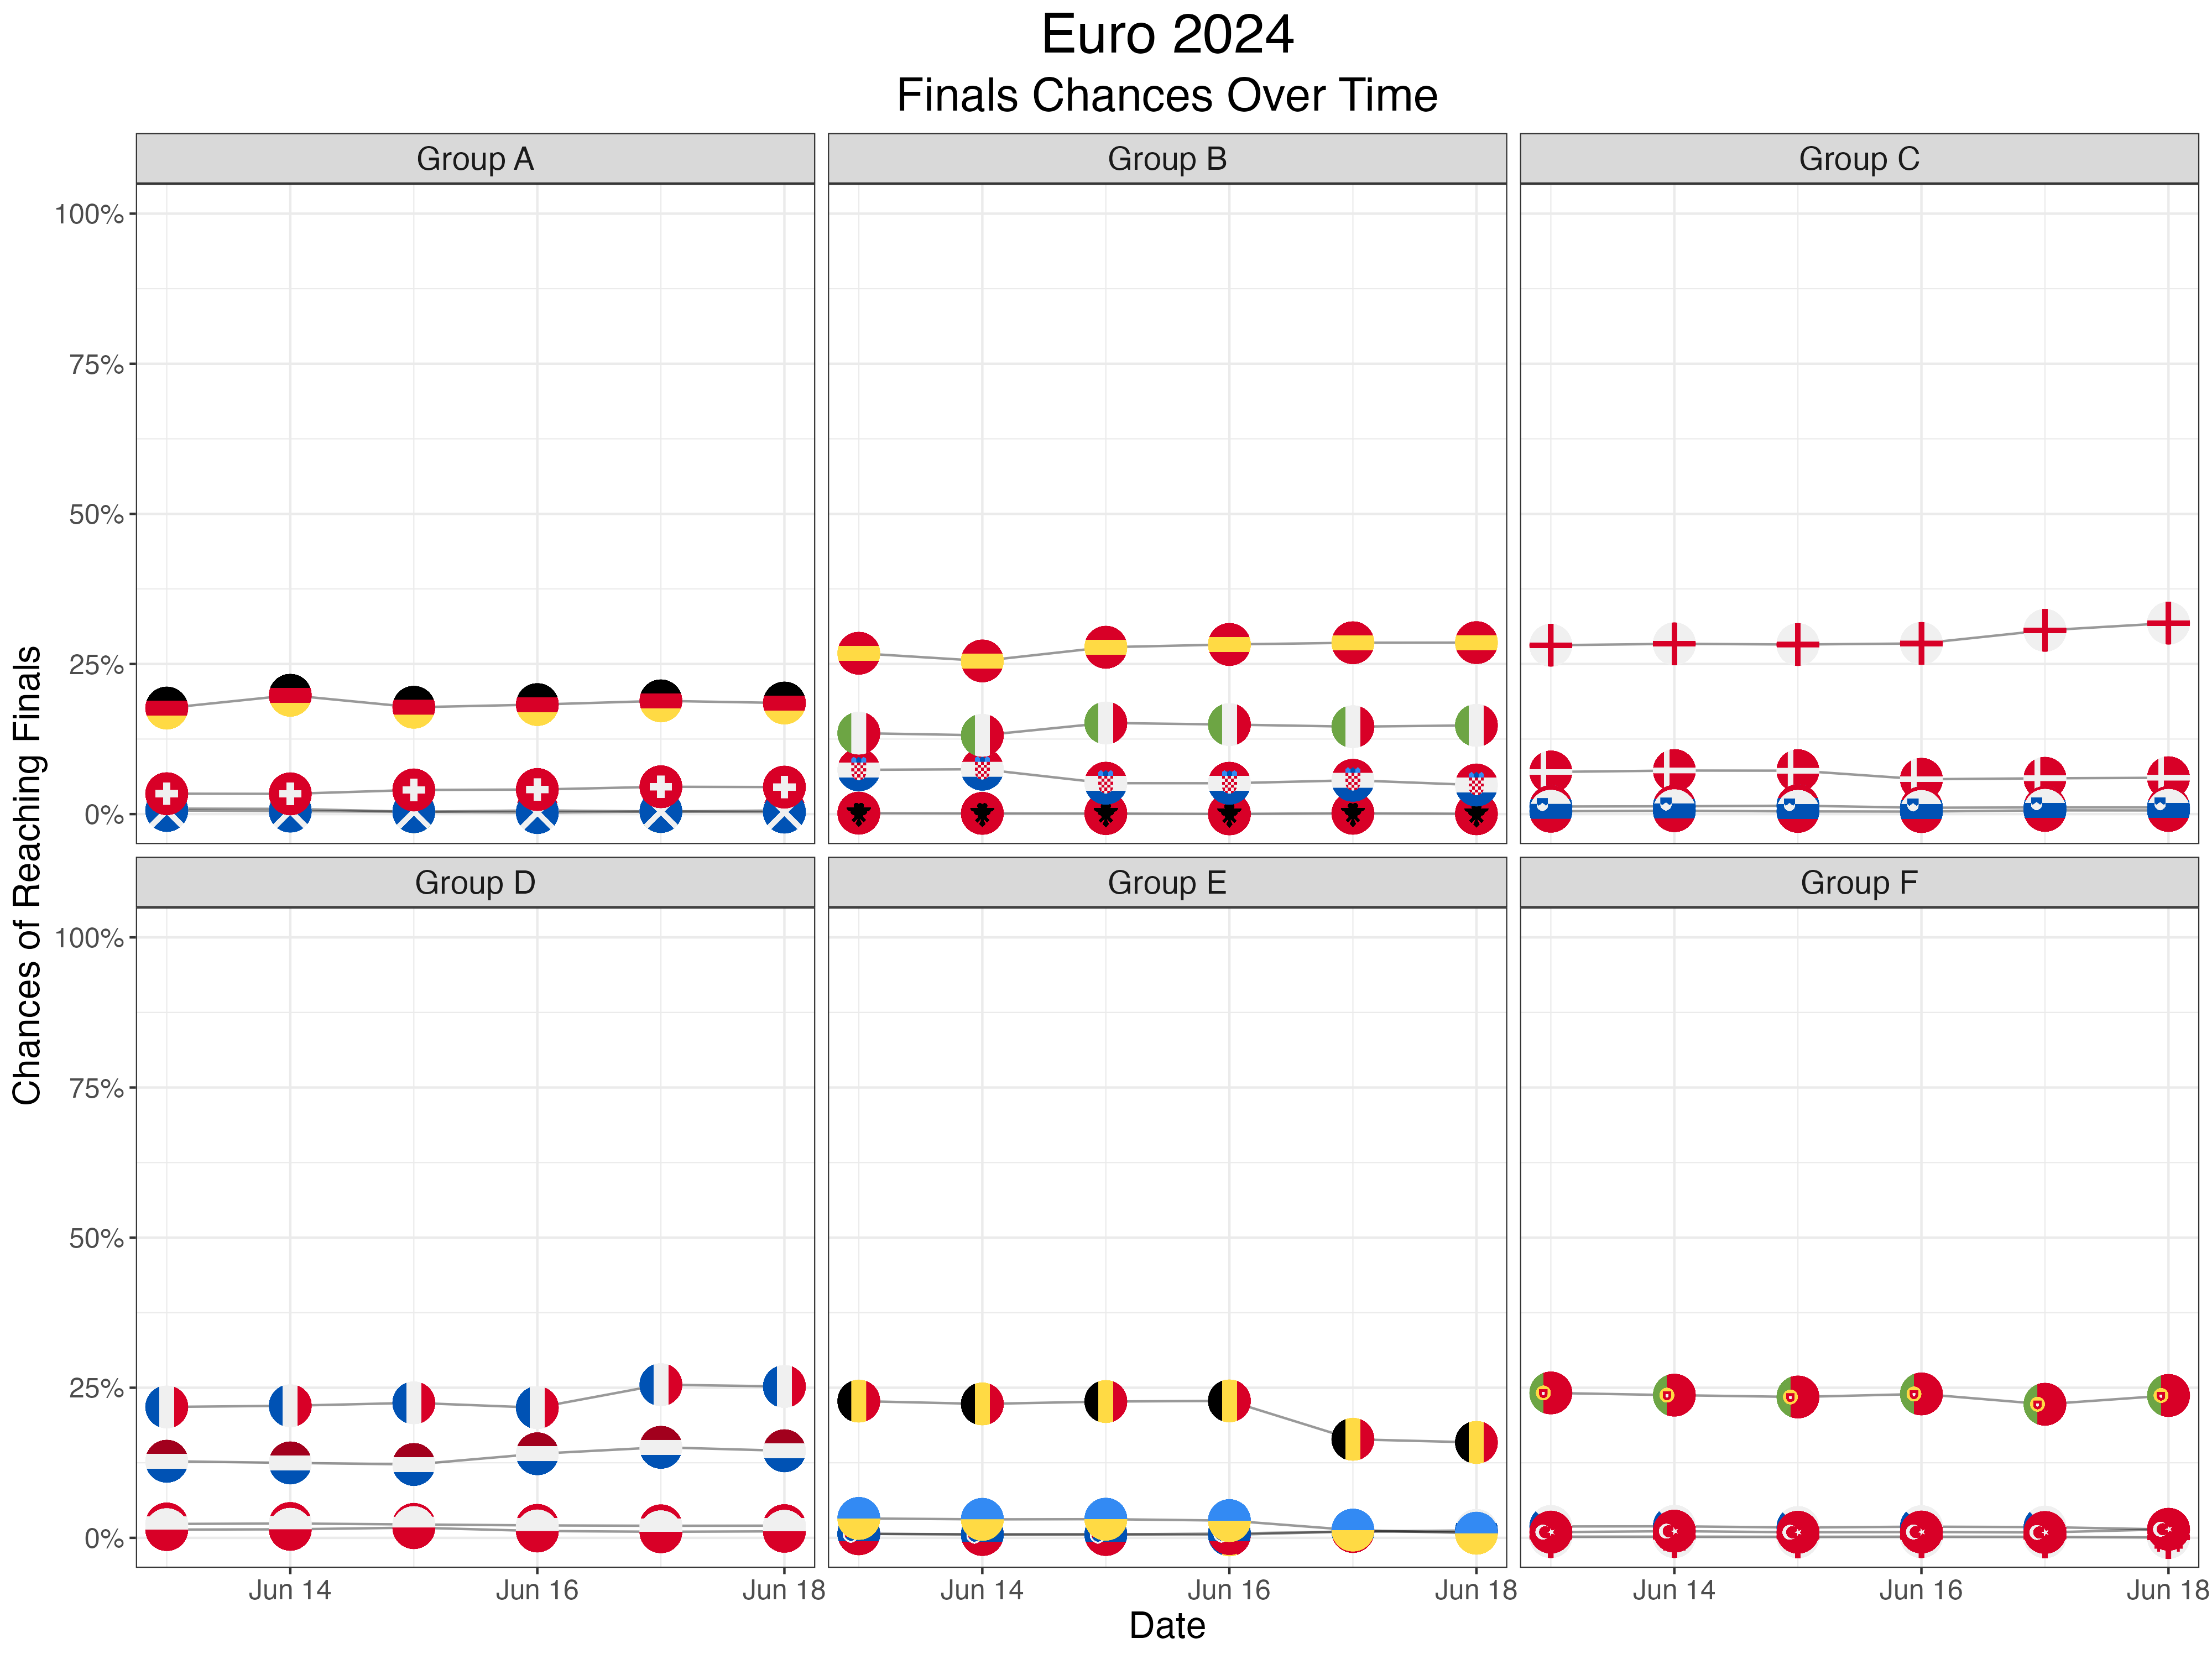 Euro 2024
Finals Chances Over Time
Group A
Group B
Group C
100%
75%
50%
25%
0%
Group D
Group E
Group F
100%
75%
50%
25%
0%
Jun 14
Jun 16
Jun 18
Jun 14
Jun 16
Jun 18
Jun 14
Jun 16
Jun 18
Date
Chances of Reaching Finals